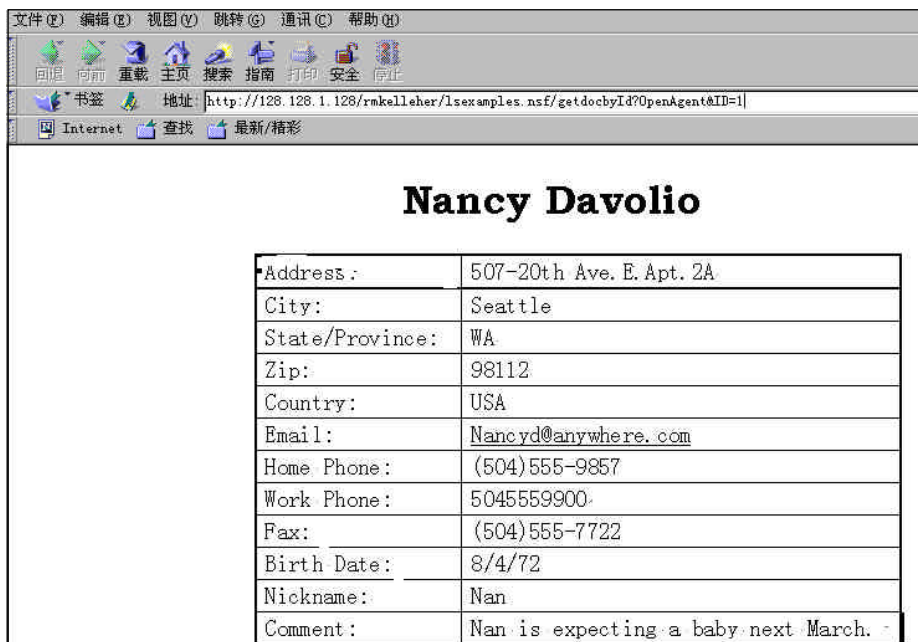 文件(F) 编辑(E) 视图(V) 跳转(G) 通讯(C) 帮助(H)
回退 向前 重载 主页 搜索 指南 打印 安全 停止
书签 地址: http://128.128.1.128/rmkelleher/lsexamples.nsf/getdocbyId?OpenAgent&ID=1
Internet 查找 最新/精彩
Nancy Davolio
Address: 507-20th Ave. E. Apt. 2A
City: Seattle
State/Province: WA
Zip: 98112
Country: USA
Email: Nancyd@anywhere.com
Home Phone: (504)555-9857
Work Phone: 5045559900
Fax: (504)555-7722
Birth Date: 8/4/72
Nickname: Nan
Comment: Nan is expecting a baby next March.